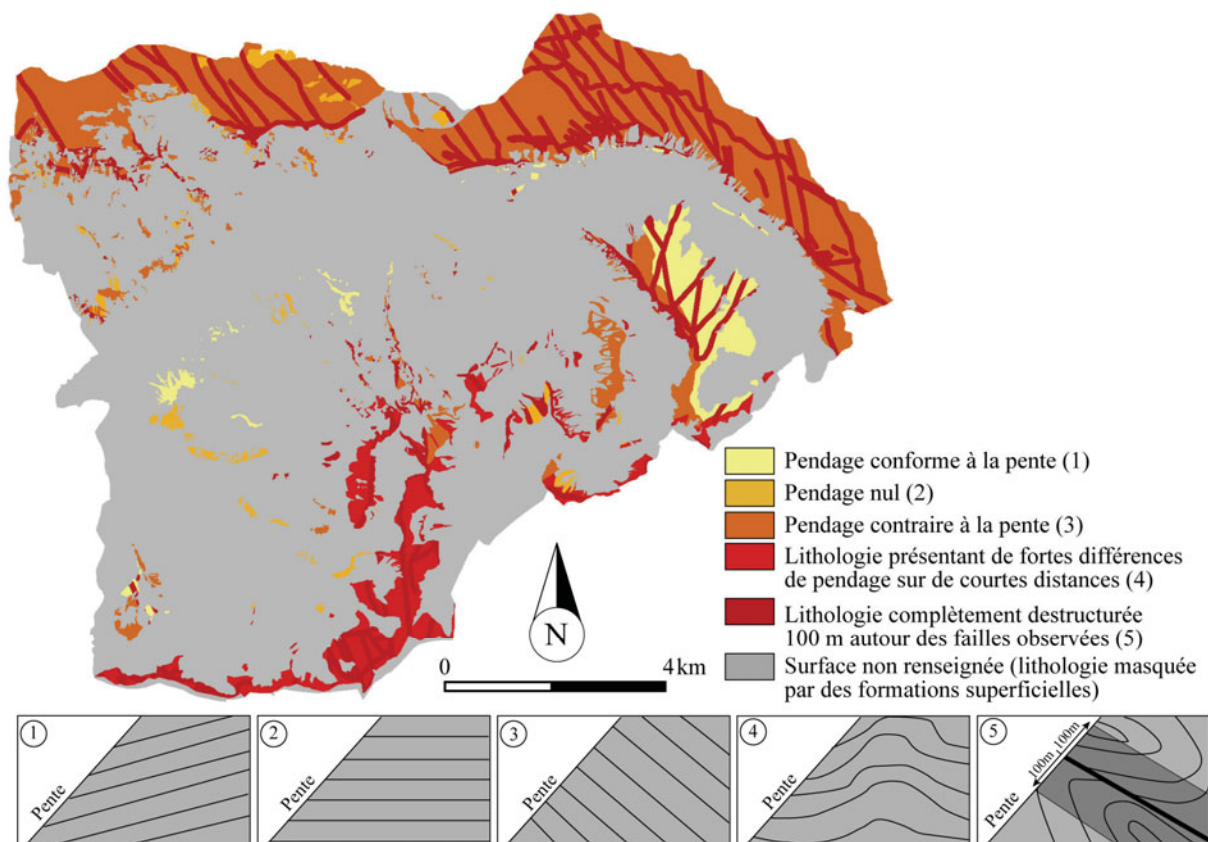 Pendage conforme à la pente (1)
Pendage nul (2)
Pendage contraire à la pente (3)
Lithologie présentant de fortes différences
de pendage sur de courtes distances (4)
Lithologie complètement destructurée
100 m autour des failles observées (5)
Surface non renseignée (lithologie masquée
par des formations superficielles)
N
0 4 km
1
Pente
2
Pente
3
Pente
4
Pente
5
100m 100m
Pente